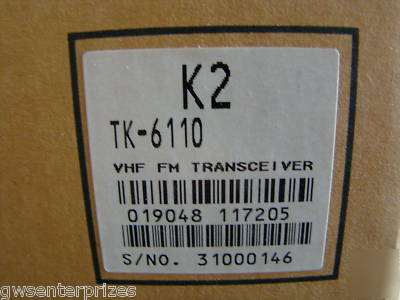 K2
TK-6110
VHF FM TRANSCEIVER
019048 117205
S/NO. 31000146
gwsenterprizes